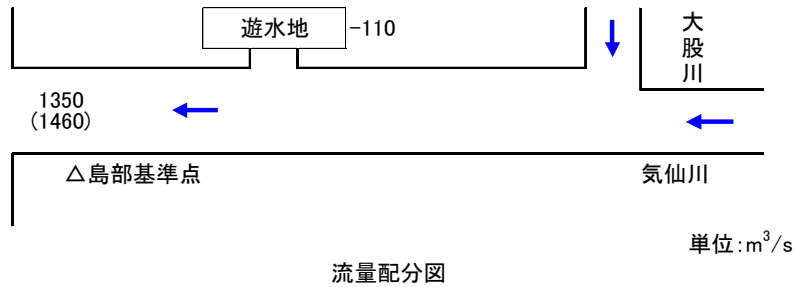 遊水地
-110
大股川
1350
(1460)
△島部基準点
気仙川
単位:m³/s
流量配分図